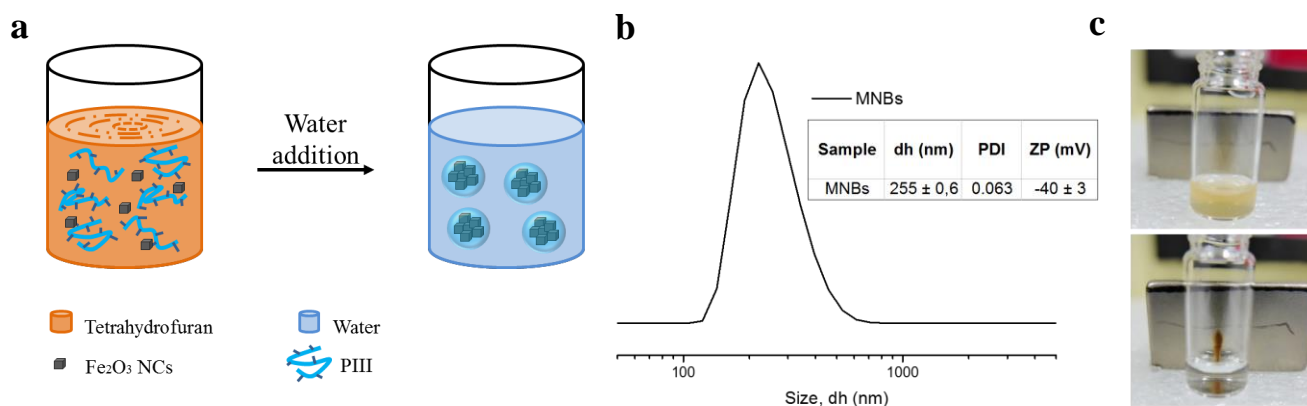 a
Water
addition
Tetrahydrofuran
Water
Fe₂O₃ NCs
PIII
b
MNBs
Sample dh (nm) PDI ZP (mV)
MNBs 255 ± 0,6 0.063 -40 ± 3
100 1000
Size, dh (nm)
c